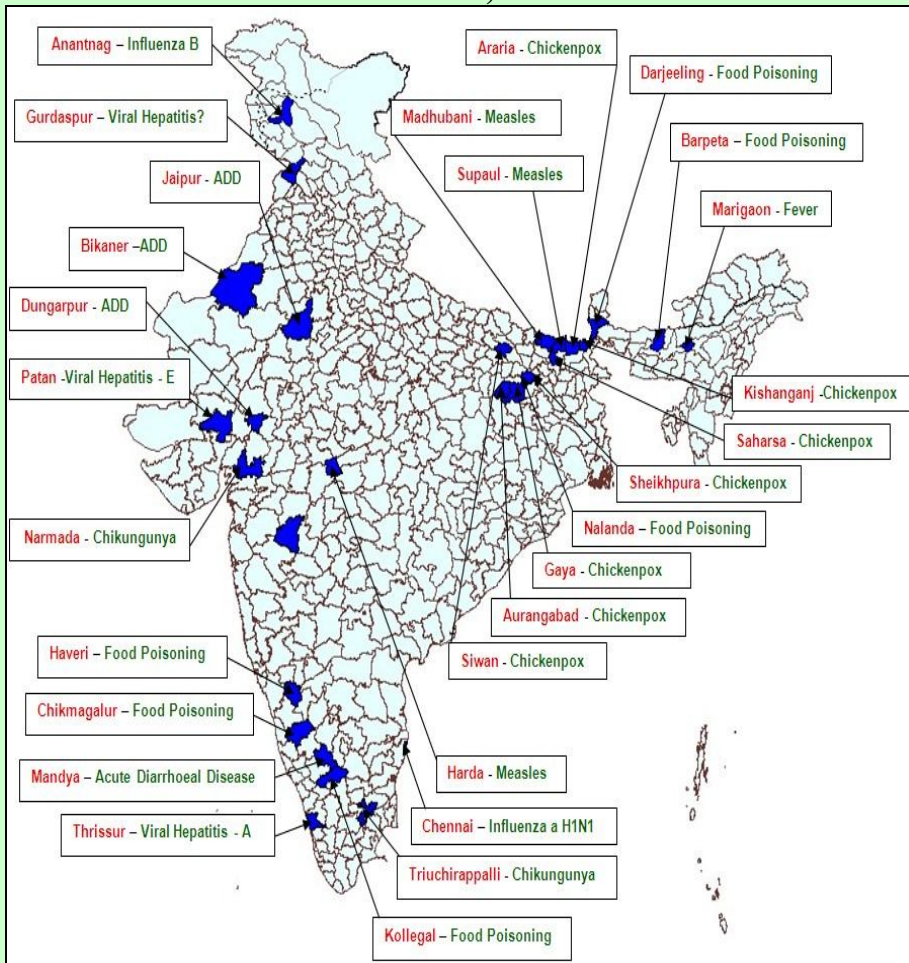 Anantnag – Influenza B
Araria - Chickenpox
Darjeeling - Food Poisoning
Gurdaspur – Viral Hepatitis?
Madhubani - Measles
Barpeta – Food Poisoning
Jaipur - ADD
Supaul - Measles
Marigaon - Fever
Bikaner –ADD
Dungarpur - ADD
Patan -Viral Hepatitis - E
Kishanganj -Chickenpox
Saharsa - Chickenpox
Sheikhpura - Chickenpox
Narmada - Chikungunya
Nalanda – Food Poisoning
Gaya - Chickenpox
Aurangabad - Chickenpox
Siwan - Chickenpox
Haveri – Food Poisoning
Chikmagalur – Food Poisoning
Mandya – Acute Diarrhoeal Disease
Harda - Measles
Thrissur – Viral Hepatitis - A
Chennai – Influenza a H1N1
Triuchirappalli - Chikungunya
Kollegal – Food Poisoning